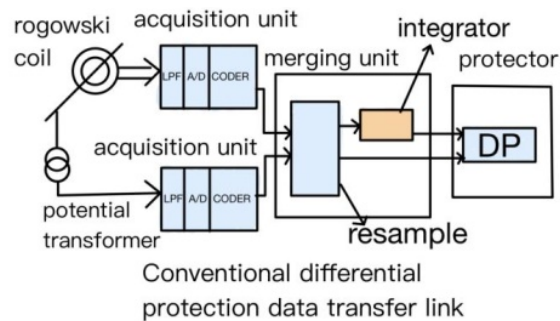 rogowski
coil
acquisition unit
LPF A/D CODER
integrator
merging unit
protector
acquisition unit
LPF A/D CODER
DP
potential
transformer
resample
Conventional differential
protection data transfer link